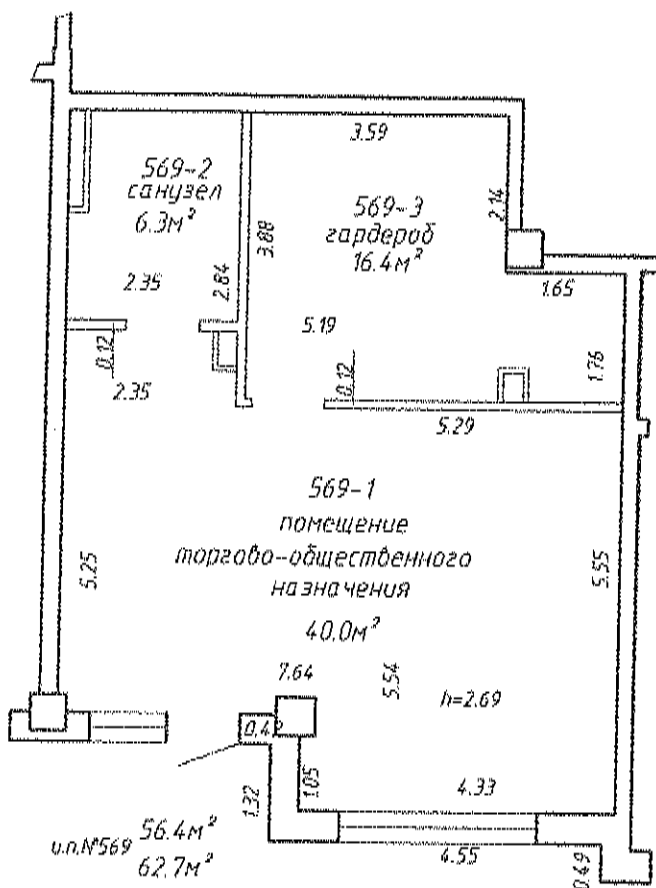 3.59
569-2
санузел
6.3м²
569-3
гардероб
16.4м²
2.14
3.88
2.84
2.35
1.65
5.19
0.12
2.35
0.12
1.76
5.29
569-1
помещение
торгово-общественного
назначения
40.0м²
5.25
5.55
7.64
5.54
h=2.69
0.42
1.32
1.05
4.33
4.55
0.49
и.п.№569
56.4м²
62.7м²